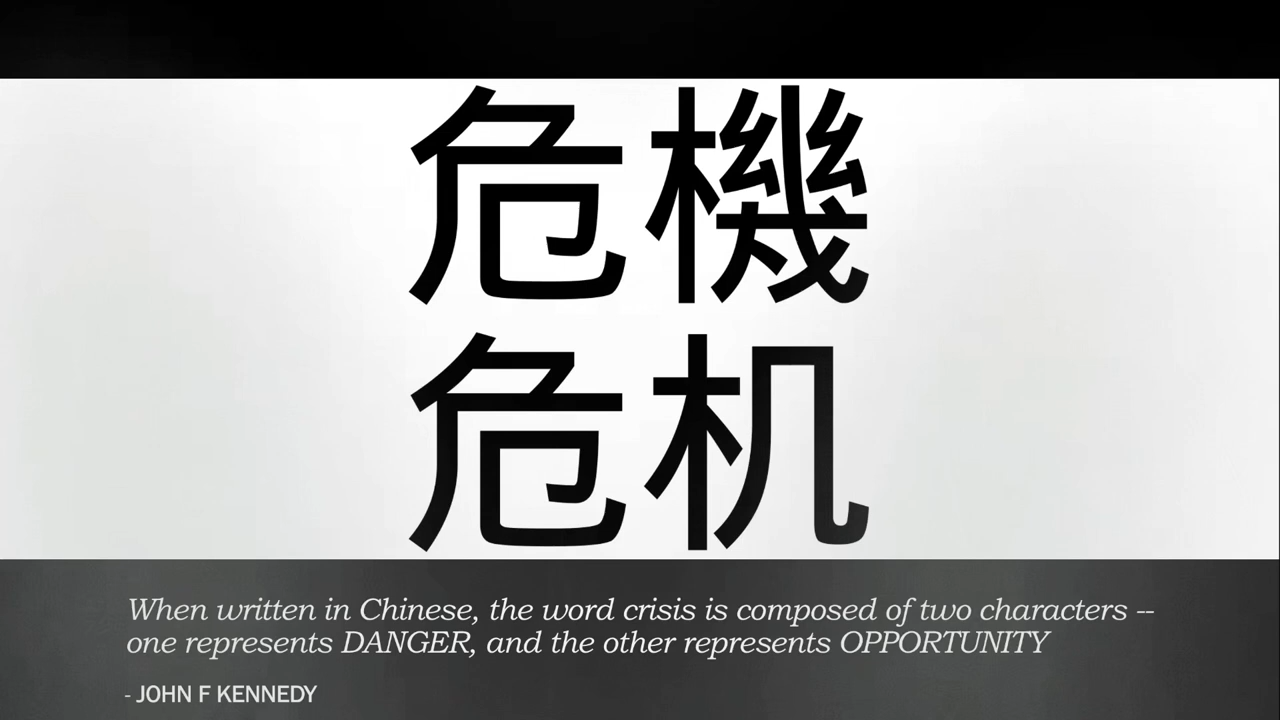 危機
危机
When written in Chinese, the word crisis is composed of two characters --
one represents DANGER, and the other represents OPPORTUNITY
- JOHN F KENNEDY